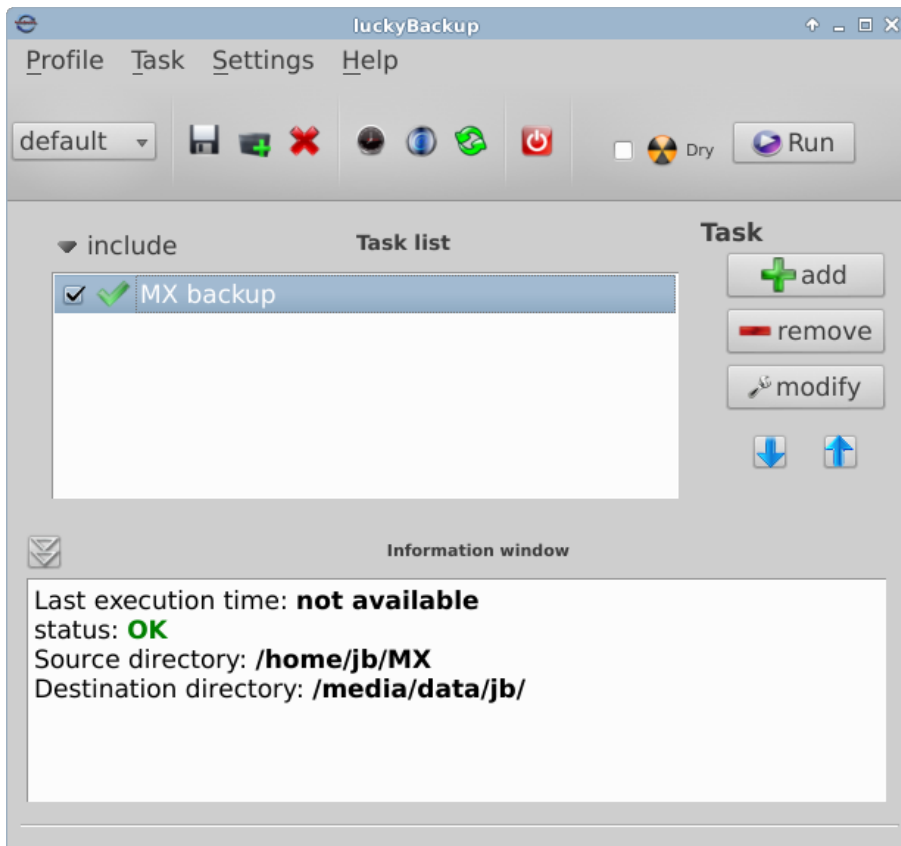 luckyBackup
Profile Task Settings Help
default Dry Run
include Task list Task
MX backup
add
remove
modify
Information window
Last execution time: not available
status: OK
Source directory: /home/jb/MX
Destination directory: /media/data/jb/